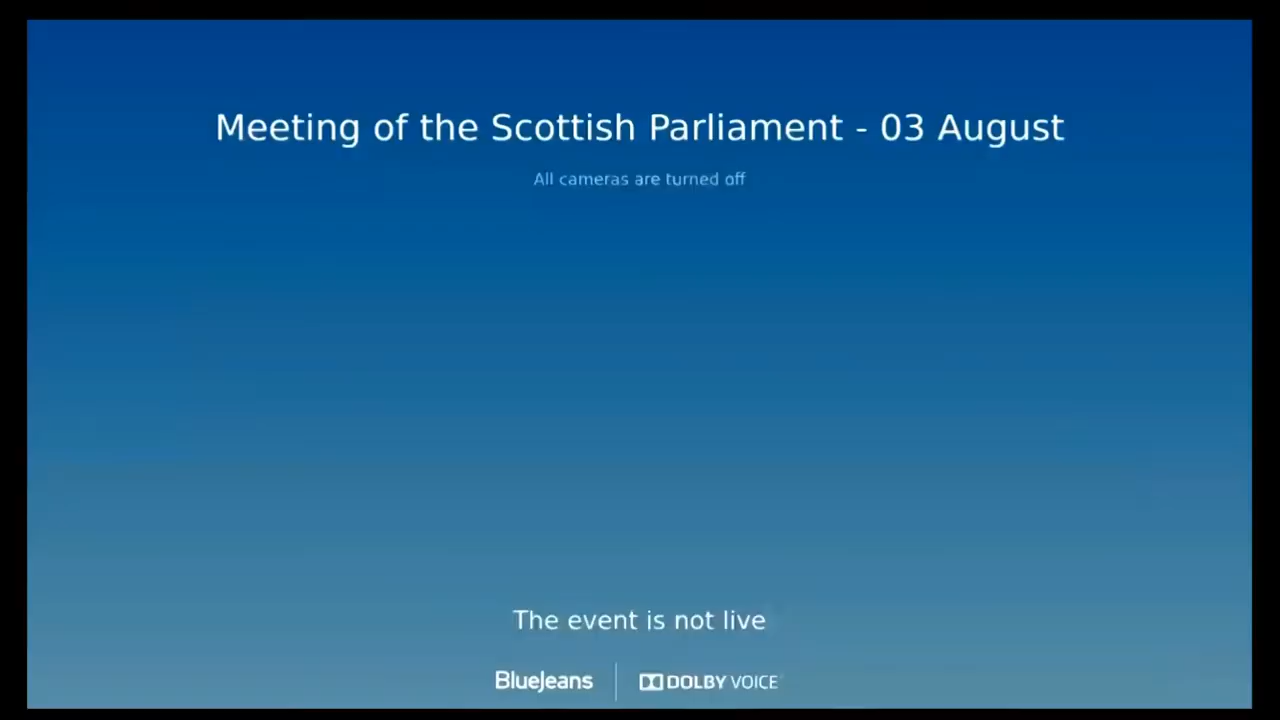 Meeting of the Scottish Parliament - 03 August
All cameras are turned off
The event is not live
BlueJeans DOLBY VOICE